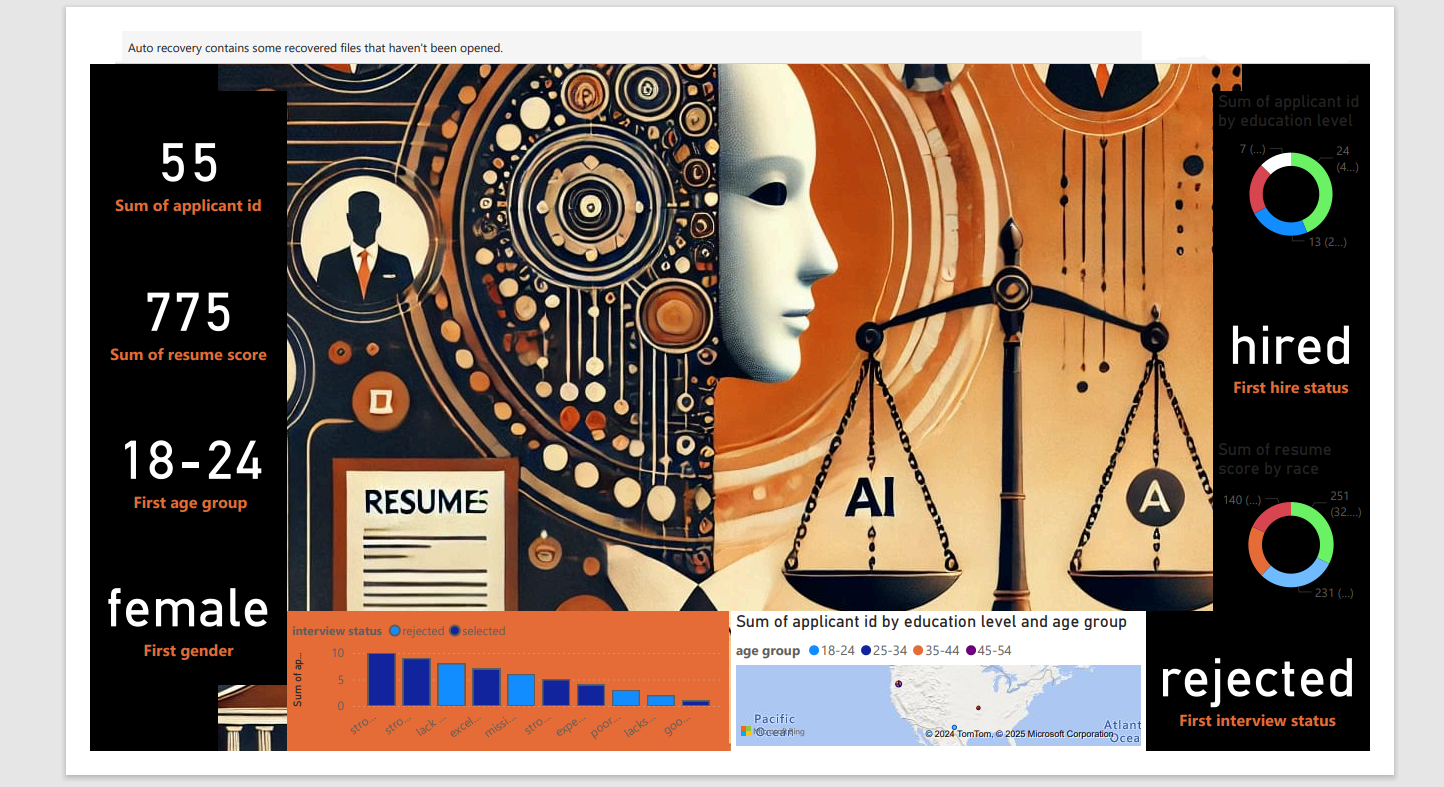 Auto recovery contains some recovered files that haven't been opened.
55
Sum of applicant id
775
Sum of resume score
18-24
First age group
female
First gender
RESUMES
AI
A
Sum of applicant id
by education level
7 (...)
24
(4...)
13 (2...)
hired
First hire status
Sum of resume
score by race
140 (...)
251
(32....)
231 (...)
rejected
First interview status
interview status rejected selected
Sum of ap...
10
5
0
stro... stro... lack ... excel... missi... stro... expe... poor... lacks... goo...
Sum of applicant id by education level and age group
age group 18-24 25-34 35-44 45-54
Pacific
Ocean
Atlant
Ocea
© 2024 TomTom, © 2025 Microsoft Corporation